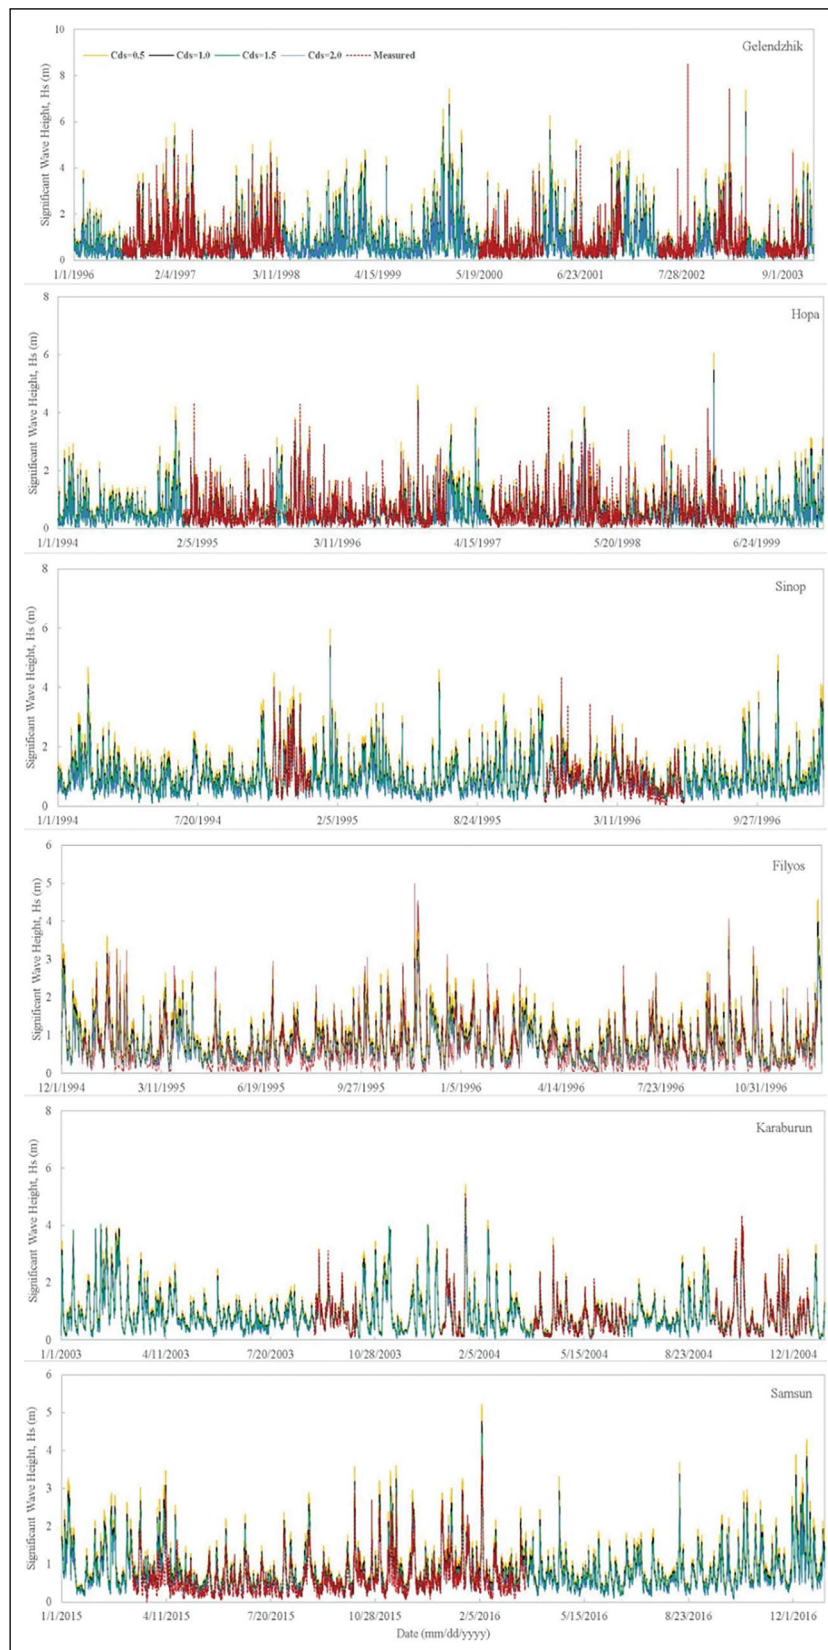 Gelendzhik
Cds=0.5 Cds=1.0 Cds=1.5 Cds=2.0 Measured
Significant Wave Height, Hs (m)
10
8
6
4
2
0
1/1/1996 2/4/1997 3/11/1998 4/15/1999 5/19/2000 6/23/2001 7/28/2002 9/1/2003
Hopa
Significant Wave Height, Hs (m)
8
6
4
2
0
1/1/1994 2/5/1995 3/11/1996 4/15/1997 5/20/1998 6/24/1999
Sinop
Significant Wave Height, Hs (m)
8
6
4
2
0
1/1/1994 7/20/1994 2/5/1995 8/24/1995 3/11/1996 9/27/1996
Filyos
Significant Wave Height, Hs (m)
6
5
4
3
2
1
0
12/1/1994 3/11/1995 6/19/1995 9/27/1995 1/5/1996 4/14/1996 7/23/1996 10/31/1996
Karaburun
Significant Wave Height, Hs (m)
8
6
4
2
0
1/1/2003 4/11/2003 7/20/2003 10/28/2003 2/5/2004 5/15/2004 8/23/2004 12/1/2004
Samsun
Significant Wave Height, Hs (m)
6
5
4
3
2
1
0
1/1/2015 4/11/2015 7/20/2015 10/28/2015 2/5/2016 5/15/2016 8/23/2016 12/1/2016
Date (mm/dd/yyyy)